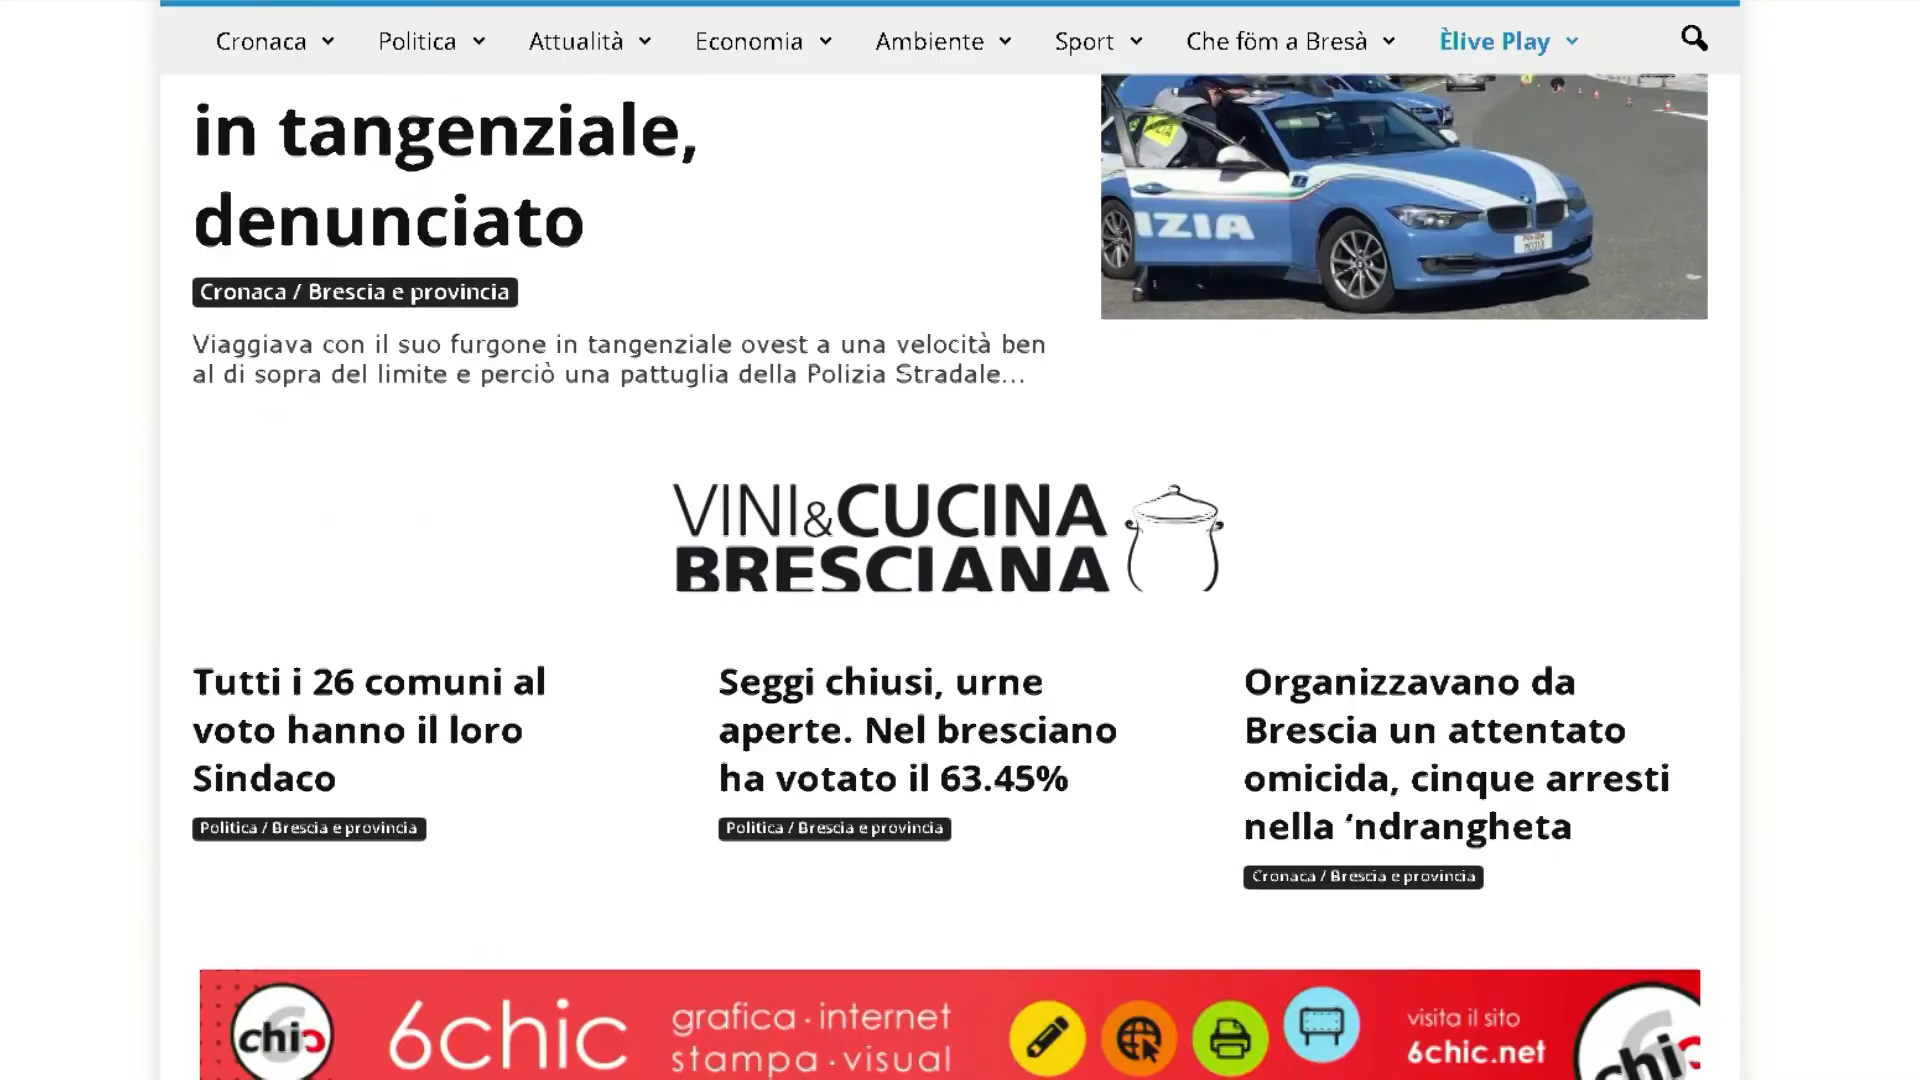 Cronaca Politica Attualità Economia Ambiente Sport Che föm a Bresà Èlive Play
in tangenziale,
denunciato
Cronaca / Brescia e provincia
Viaggiava con il suo furgone in tangenziale ovest a una velocità ben
al di sopra del limite e perciò una pattuglia della Polizia Stradale...
IZIA
VINI&CUCINA
BRESCIANA
Tutti i 26 comuni al
voto hanno il loro
Sindaco
Politica / Brescia e provincia
Seggi chiusi, urne
aperte. Nel bresciano
ha votato il 63.45%
Politica / Brescia e provincia
Organizzavano da
Brescia un attentato
omicida, cinque arresti
nella ‘ndrangheta
Cronaca / Brescia e provincia
chic
6chic
grafica · internet
stampa · visual
visita il sito
6chic.net
chic